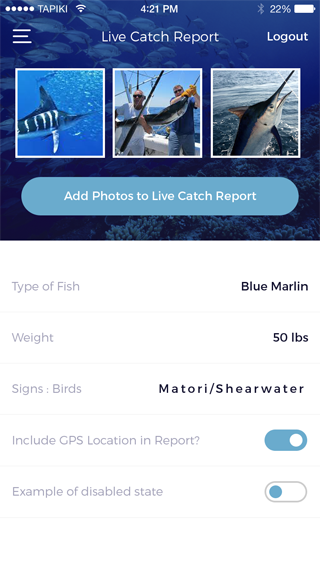 TAPIKI 4:21 PM 22%
Live Catch Report Logout
Add Photos to Live Catch Report
Type of Fish Blue Marlin
Weight 50 lbs
Signs : Birds Matori/Shearwater
Include GPS Location in Report?
Example of disabled state